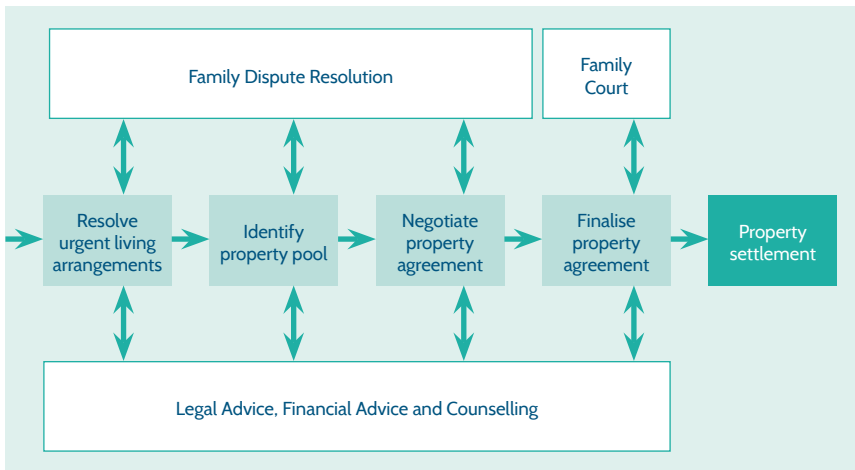 Family Dispute Resolution
Family
Court
Resolve
urgent living
arrangements
Identify
property pool
Negotiate
property
agreement
Finalise
property
agreement
Property
settlement
Legal Advice, Financial Advice and Counselling